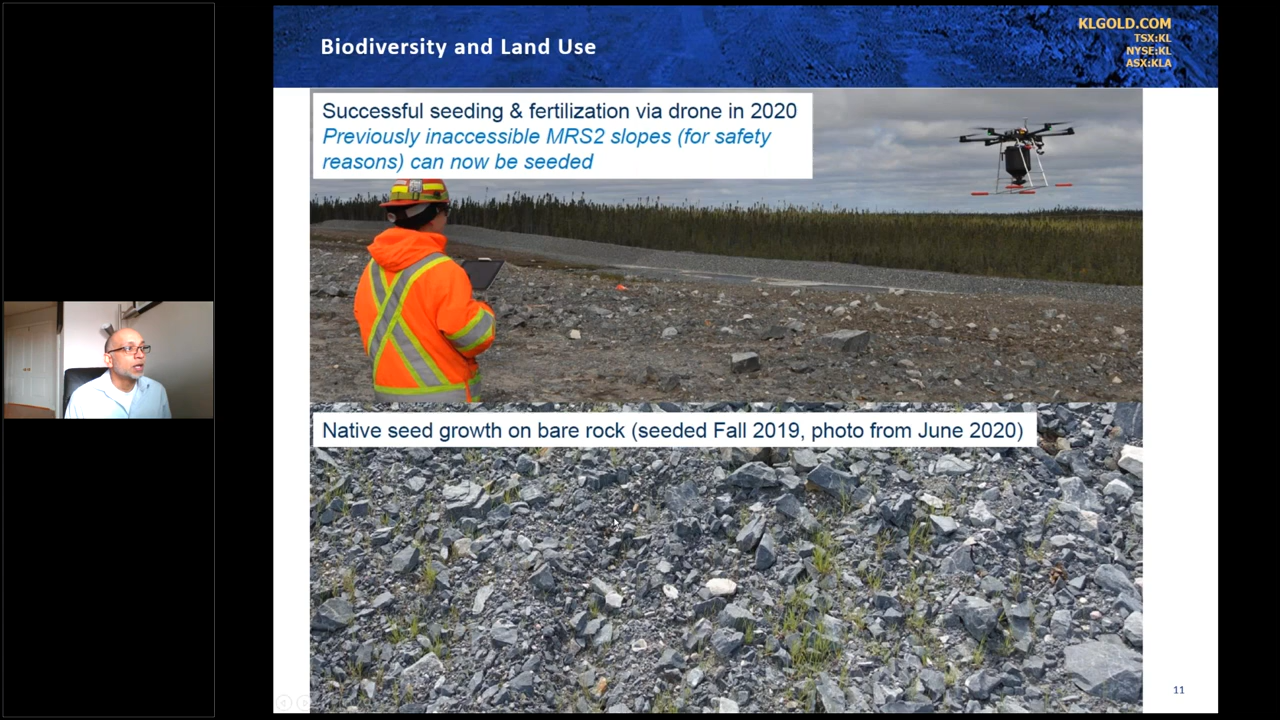 Biodiversity and Land Use
KLGOLD.COM
TSX:KL
NYSE:KL
ASX:KLA
Successful seeding & fertilization via drone in 2020
Previously inaccessible MRS2 slopes (for safety
reasons) can now be seeded
Native seed growth on bare rock (seeded Fall 2019, photo from June 2020)
11